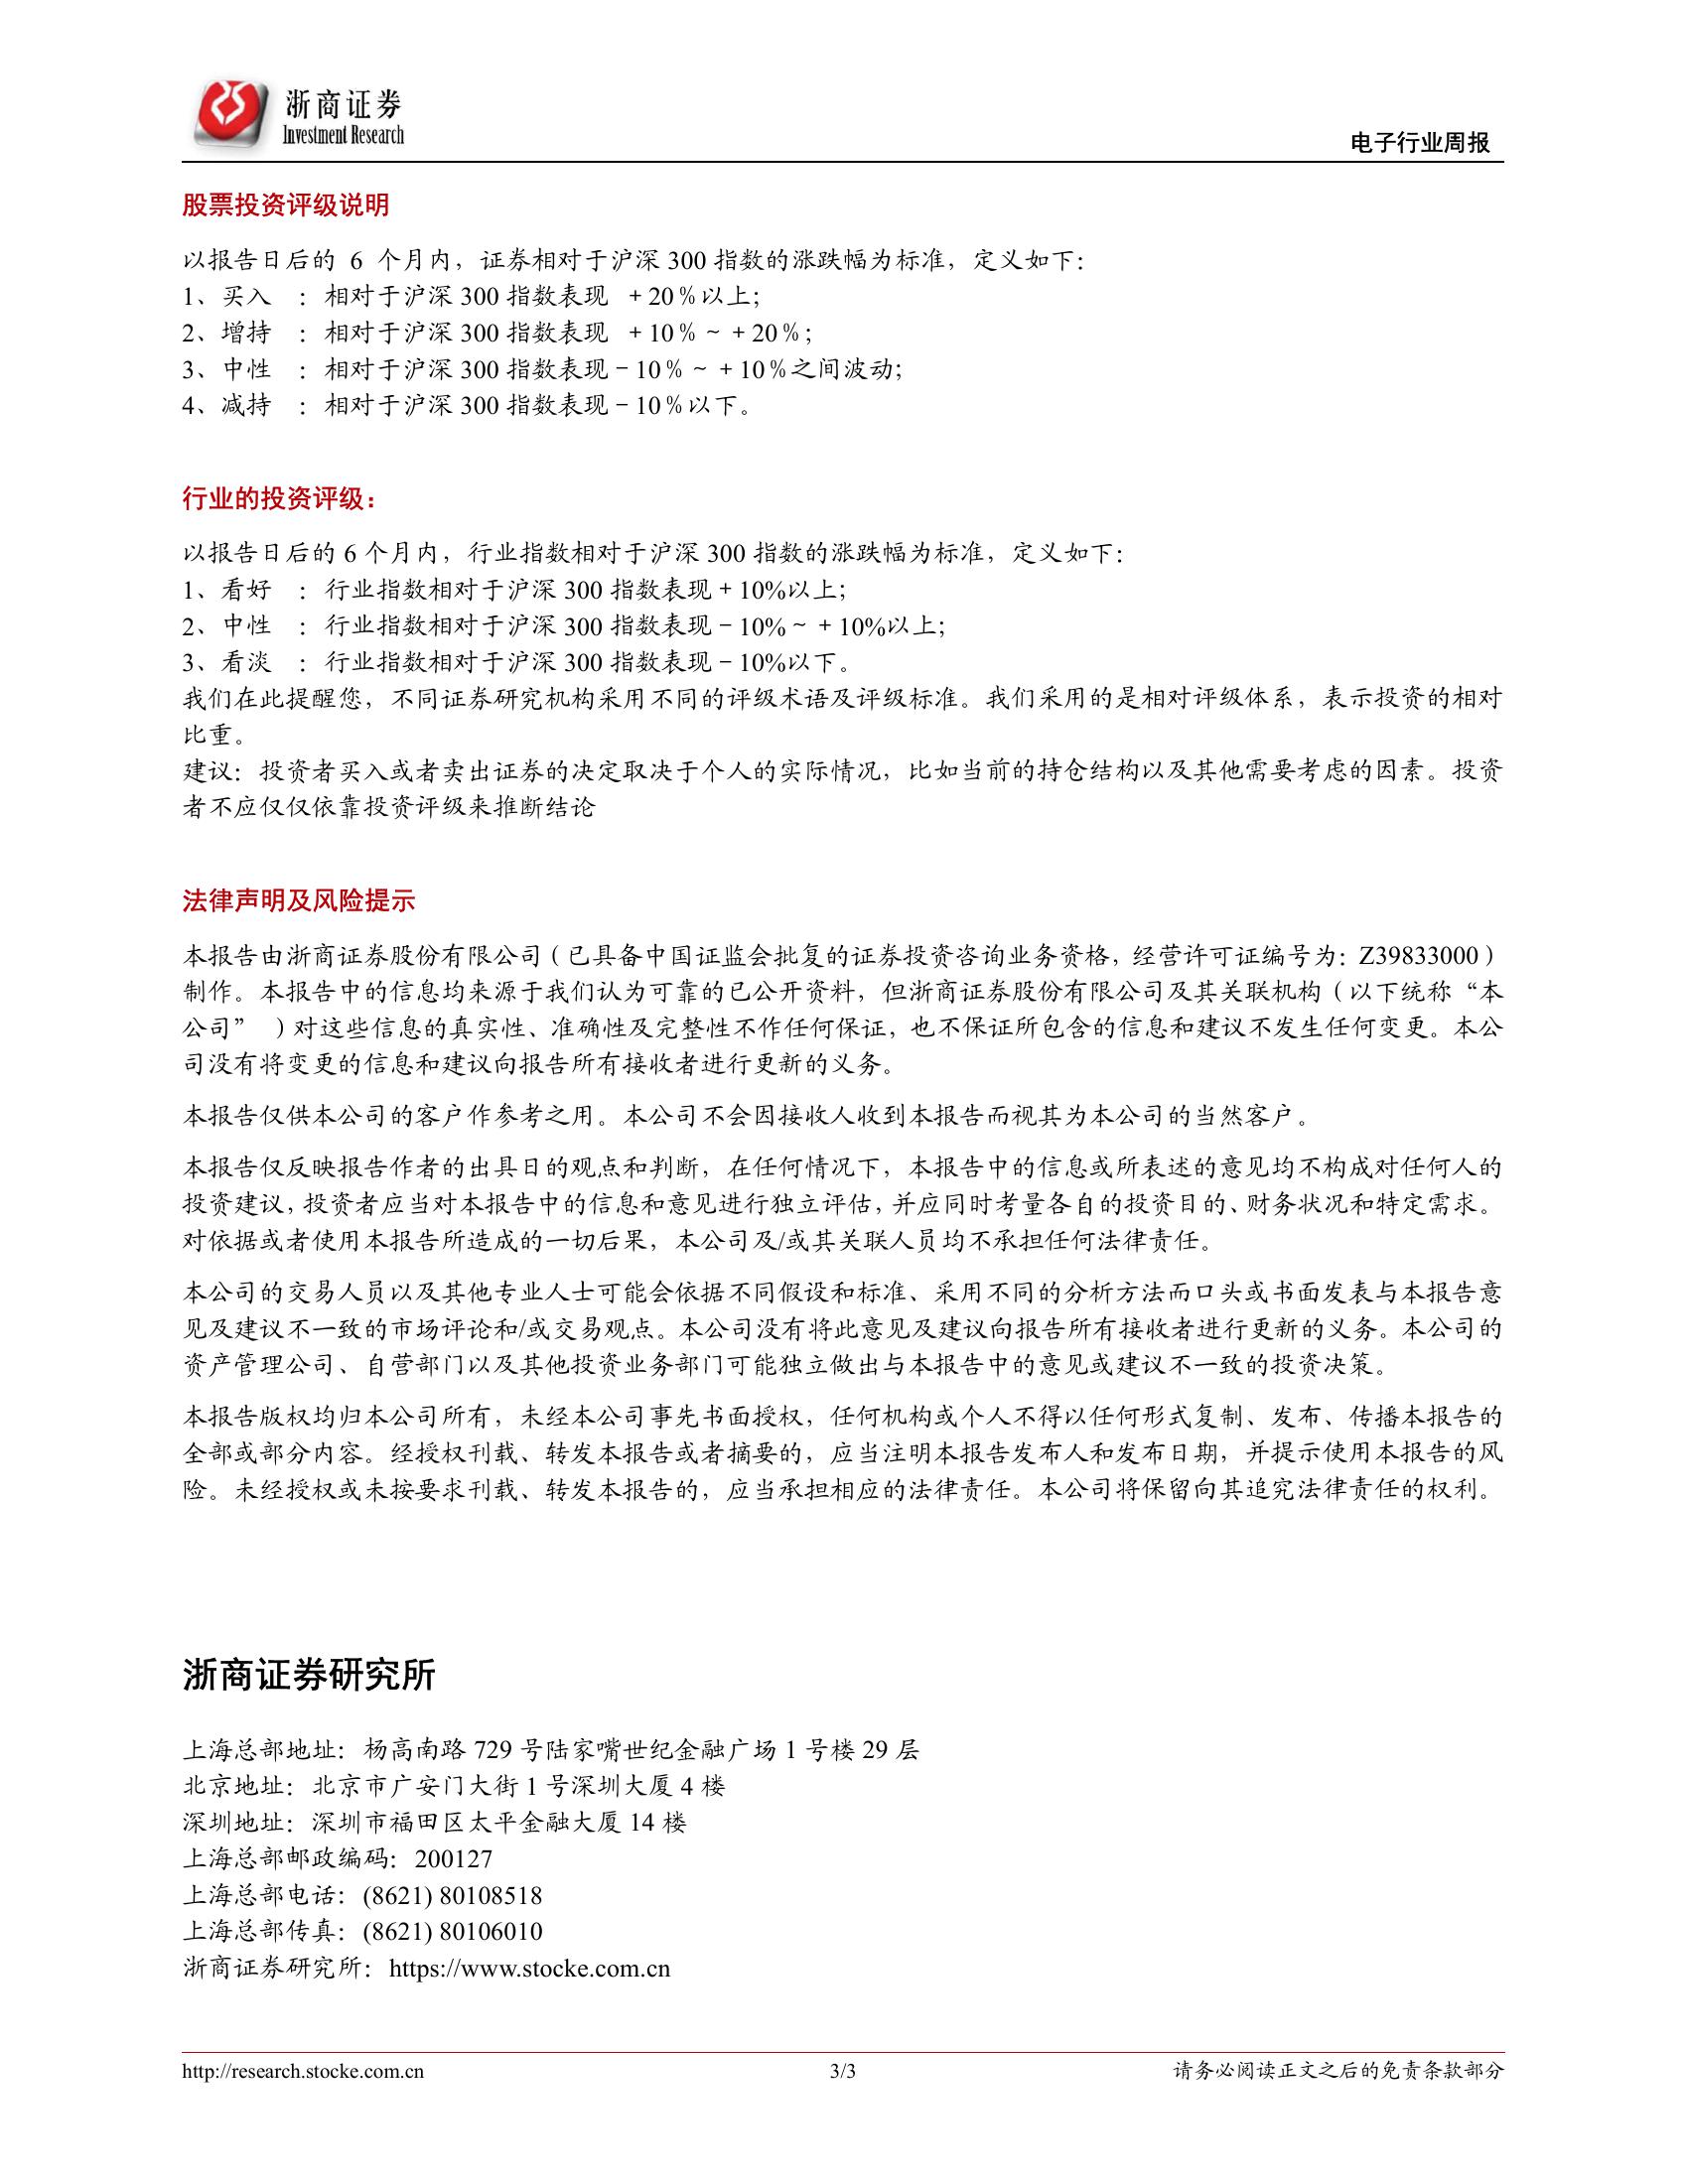 浙商证券
Investment Research
电子行业周报
股票投资评级说明
以报告日后的 6 个月内，证券相对于沪深 300 指数的涨跌幅为标准，定义如下：
1、买入 ：相对于沪深 300 指数表现 ＋20％以上；
2、增持 ：相对于沪深 300 指数表现 ＋10％～＋20％；
3、中性 ：相对于沪深 300 指数表现－10％～＋10％之间波动；
4、减持 ：相对于沪深 300 指数表现－10％以下。
行业的投资评级：
以报告日后的 6 个月内，行业指数相对于沪深 300 指数的涨跌幅为标准，定义如下：
1、看好 ：行业指数相对于沪深 300 指数表现＋10%以上；
2、中性 ：行业指数相对于沪深 300 指数表现－10%～＋10%以上；
3、看淡 ：行业指数相对于沪深 300 指数表现－10%以下。
我们在此提醒您，不同证券研究机构采用不同的评级术语及评级标准。我们采用的是相对评级体系，表示投资的相对
比重。
建议：投资者买入或者卖出证券的决定取决于个人的实际情况，比如当前的持仓结构以及其他需要考虑的因素。投资
者不应仅仅依靠投资评级来推断结论
法律声明及风险提示
本报告由浙商证券股份有限公司（已具备中国证监会批复的证券投资咨询业务资格，经营许可证编号为：Z39833000）
制作。本报告中的信息均来源于我们认为可靠的已公开资料，但浙商证券股份有限公司及其关联机构（以下统称“本
公司” ）对这些信息的真实性、准确性及完整性不作任何保证，也不保证所包含的信息和建议不发生任何变更。本公
司没有将变更的信息和建议向报告所有接收者进行更新的义务。
本报告仅供本公司的客户作参考之用。本公司不会因接收人收到本报告而视其为本公司的当然客户。
本报告仅反映报告作者的出具日的观点和判断，在任何情况下，本报告中的信息或所表述的意见均不构成对任何人的
投资建议，投资者应当对本报告中的信息和意见进行独立评估，并应同时考量各自的投资目的、财务状况和特定需求。
对依据或者使用本报告所造成的一切后果，本公司及/或其关联人员均不承担任何法律责任。
本公司的交易人员以及其他专业人士可能会依据不同假设和标准、采用不同的分析方法而口头或书面发表与本报告意
见及建议不一致的市场评论和/或交易观点。本公司没有将此意见及建议向报告所有接收者进行更新的义务。本公司的
资产管理公司、自营部门以及其他投资业务部门可能独立做出与本报告中的意见或建议不一致的投资决策。
本报告版权均归本公司所有，未经本公司事先书面授权，任何机构或个人不得以任何形式复制、发布、传播本报告的
全部或部分内容。经授权刊载、转发本报告或者摘要的，应当注明本报告发布人和发布日期，并提示使用本报告的风
险。未经授权或未按要求刊载、转发本报告的，应当承担相应的法律责任。本公司将保留向其追究法律责任的权利。
浙商证券研究所
上海总部地址：杨高南路 729 号陆家嘴世纪金融广场 1 号楼 29 层
北京地址：北京市广安门大街 1 号深圳大厦 4 楼
深圳地址：深圳市福田区太平金融大厦 14 楼
上海总部邮政编码：200127
上海总部电话：(8621) 80108518
上海总部传真：(8621) 80106010
浙商证券研究所：https://www.stocke.com.cn
http://research.stocke.com.cn
3/3
请务必阅读正文之后的免责条款部分